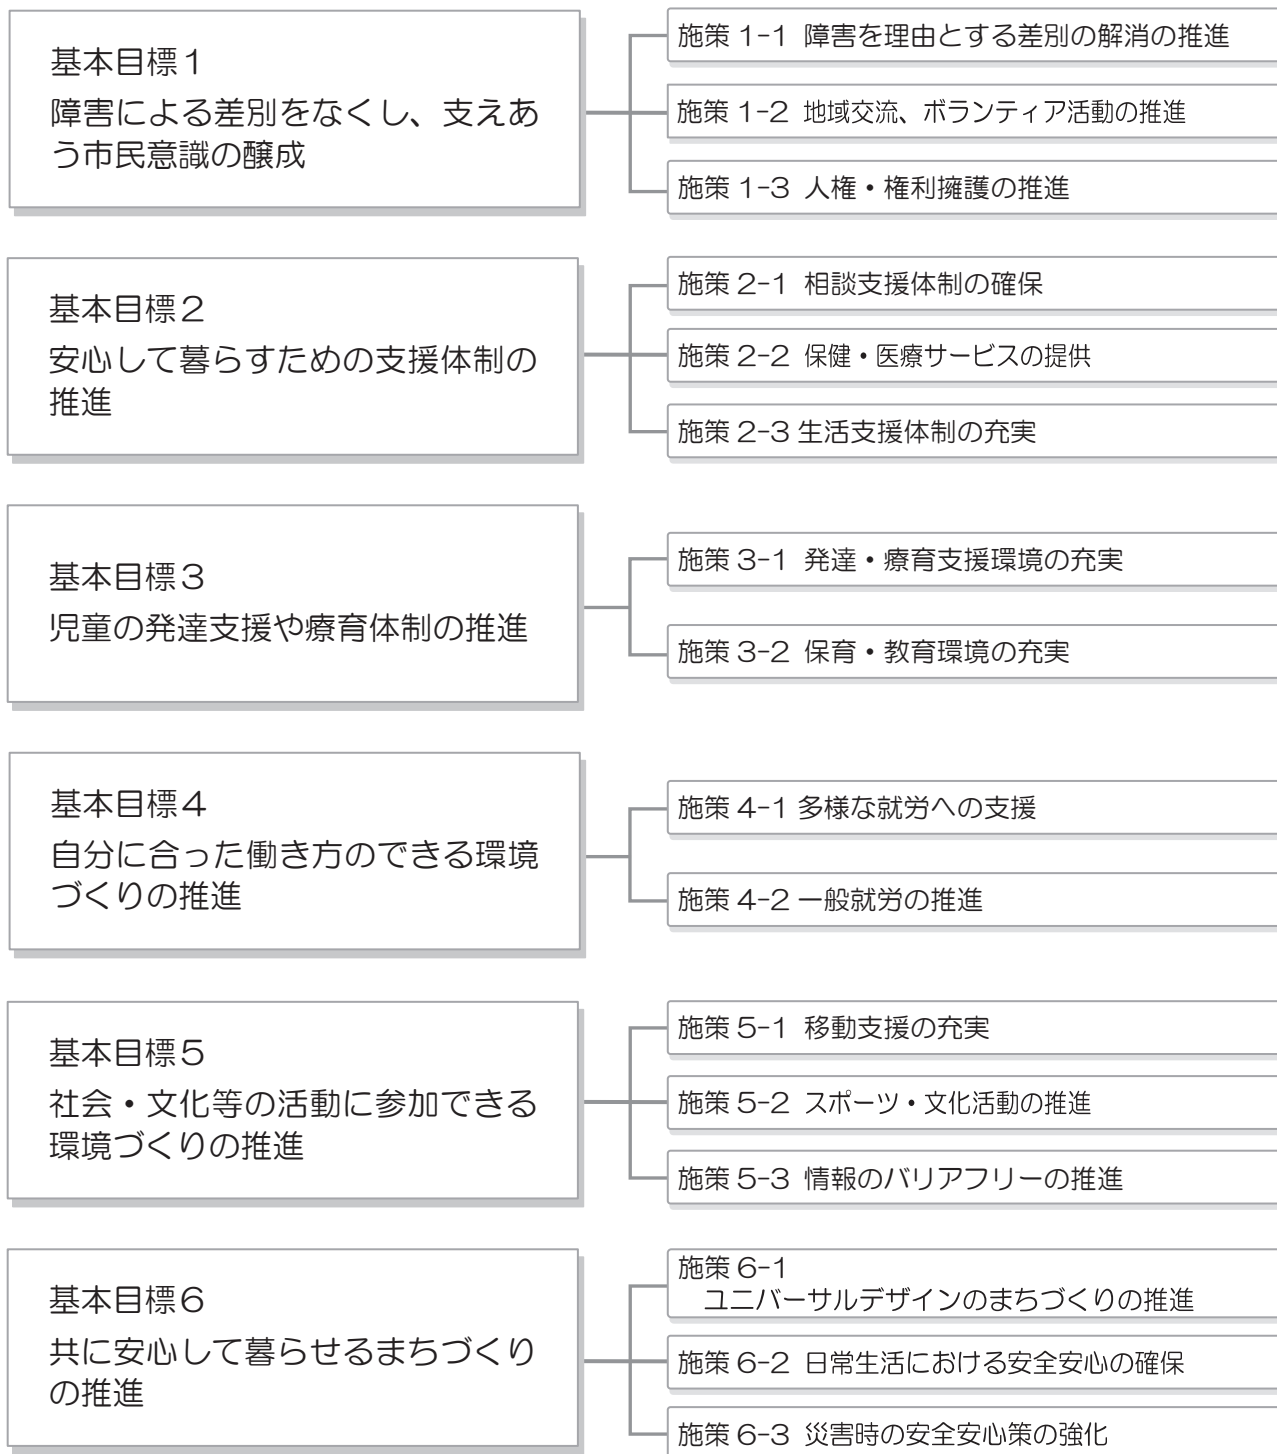 基本目標1
障害による差別をなくし、支えあ
う市民意識の醸成
施策 1-1 障害を理由とする差別の解消の推進
施策 1-2 地域交流、ボランティア活動の推進
施策 1-3 人権・権利擁護の推進
基本目標2
安心して暮らすための支援体制の
推進
施策 2-1 相談支援体制の確保
施策 2-2 保健・医療サービスの提供
施策 2-3 生活支援体制の充実
基本目標3
児童の発達支援や療育体制の推進
施策 3-1 発達・療育支援環境の充実
施策 3-2 保育・教育環境の充実
基本目標4
自分に合った働き方のできる環境
づくりの推進
施策 4-1 多様な就労への支援
施策 4-2 一般就労の推進
基本目標5
社会・文化等の活動に参加できる
環境づくりの推進
施策 5-1 移動支援の充実
施策 5-2 スポーツ・文化活動の推進
施策 5-3 情報のバリアフリーの推進
基本目標6
共に安心して暮らせるまちづくり
の推進
施策 6-1
ユニバーサルデザインのまちづくりの推進
施策 6-2 日常生活における安全安心の確保
施策 6-3 災害時の安全安心策の強化